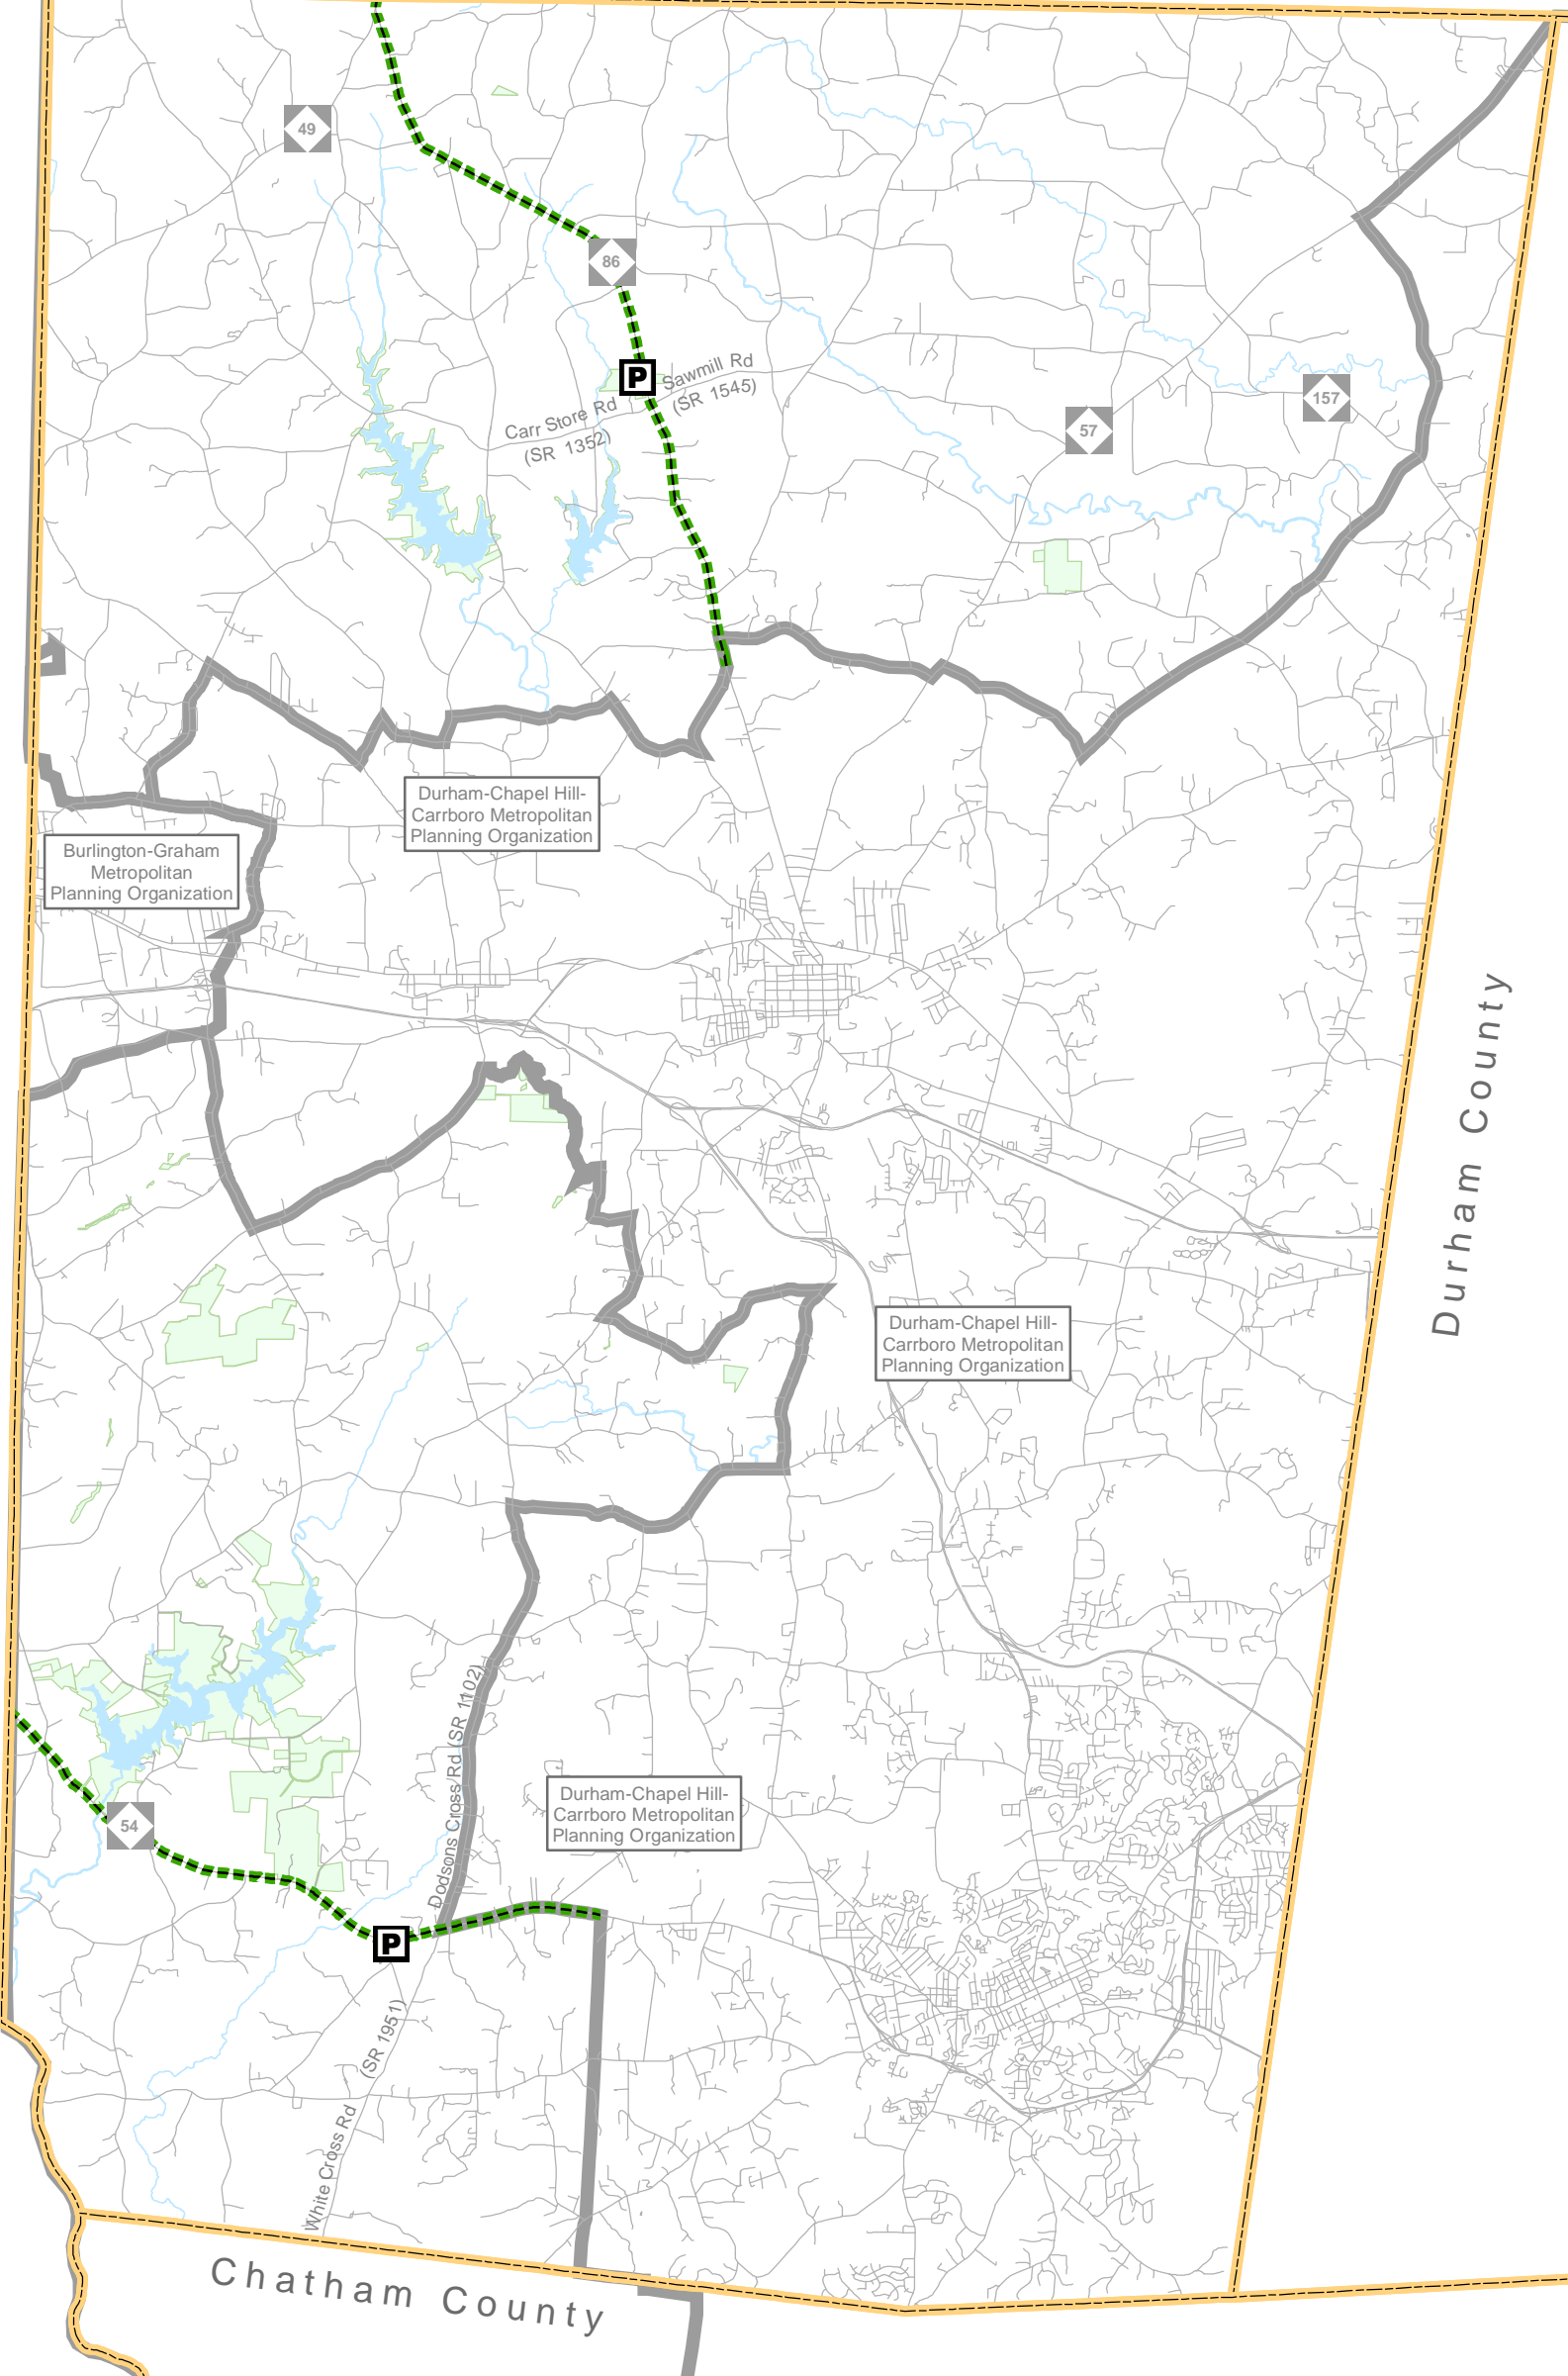 49
86
P
Sawmill Rd
(SR 1545)
Carr Store Rd
(SR 1352)
157
57
Durham-Chapel Hill-
Carrboro Metropolitan
Planning Organization
Burlington-Graham
Metropolitan
Planning Organization
Durham County
Durham-Chapel Hill-
Carrboro Metropolitan
Planning Organization
Dodsons Cross Rd (SR 1102)
Durham-Chapel Hill-
Carrboro Metropolitan
Planning Organization
54
P
White Cross Rd
(SR 1951)
Chatham County